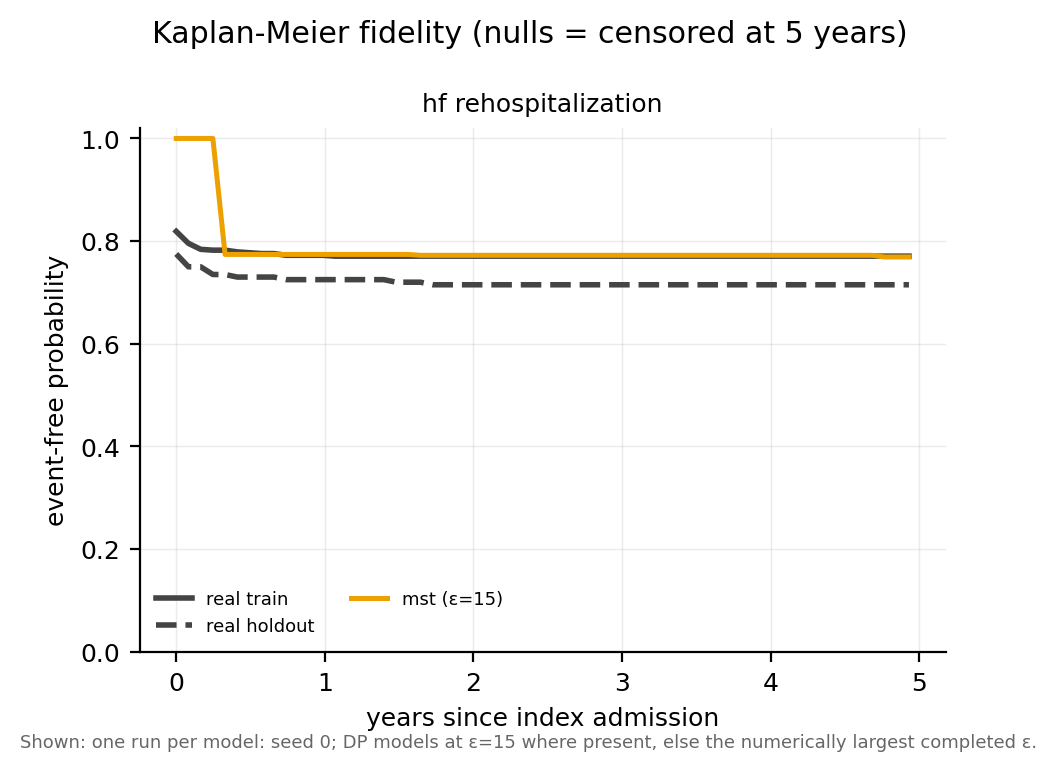 Kaplan-Meier fidelity (nulls = censored at 5 years)
hf rehospitalization
event-free probability
1.0
0.8
0.6
0.4
0.2
0.0
real train
real holdout
mst (ε=15)
0 1 2 3 4 5
years since index admission
Shown: one run per model: seed 0; DP models at ε=15 where present, else the numerically largest completed ε.